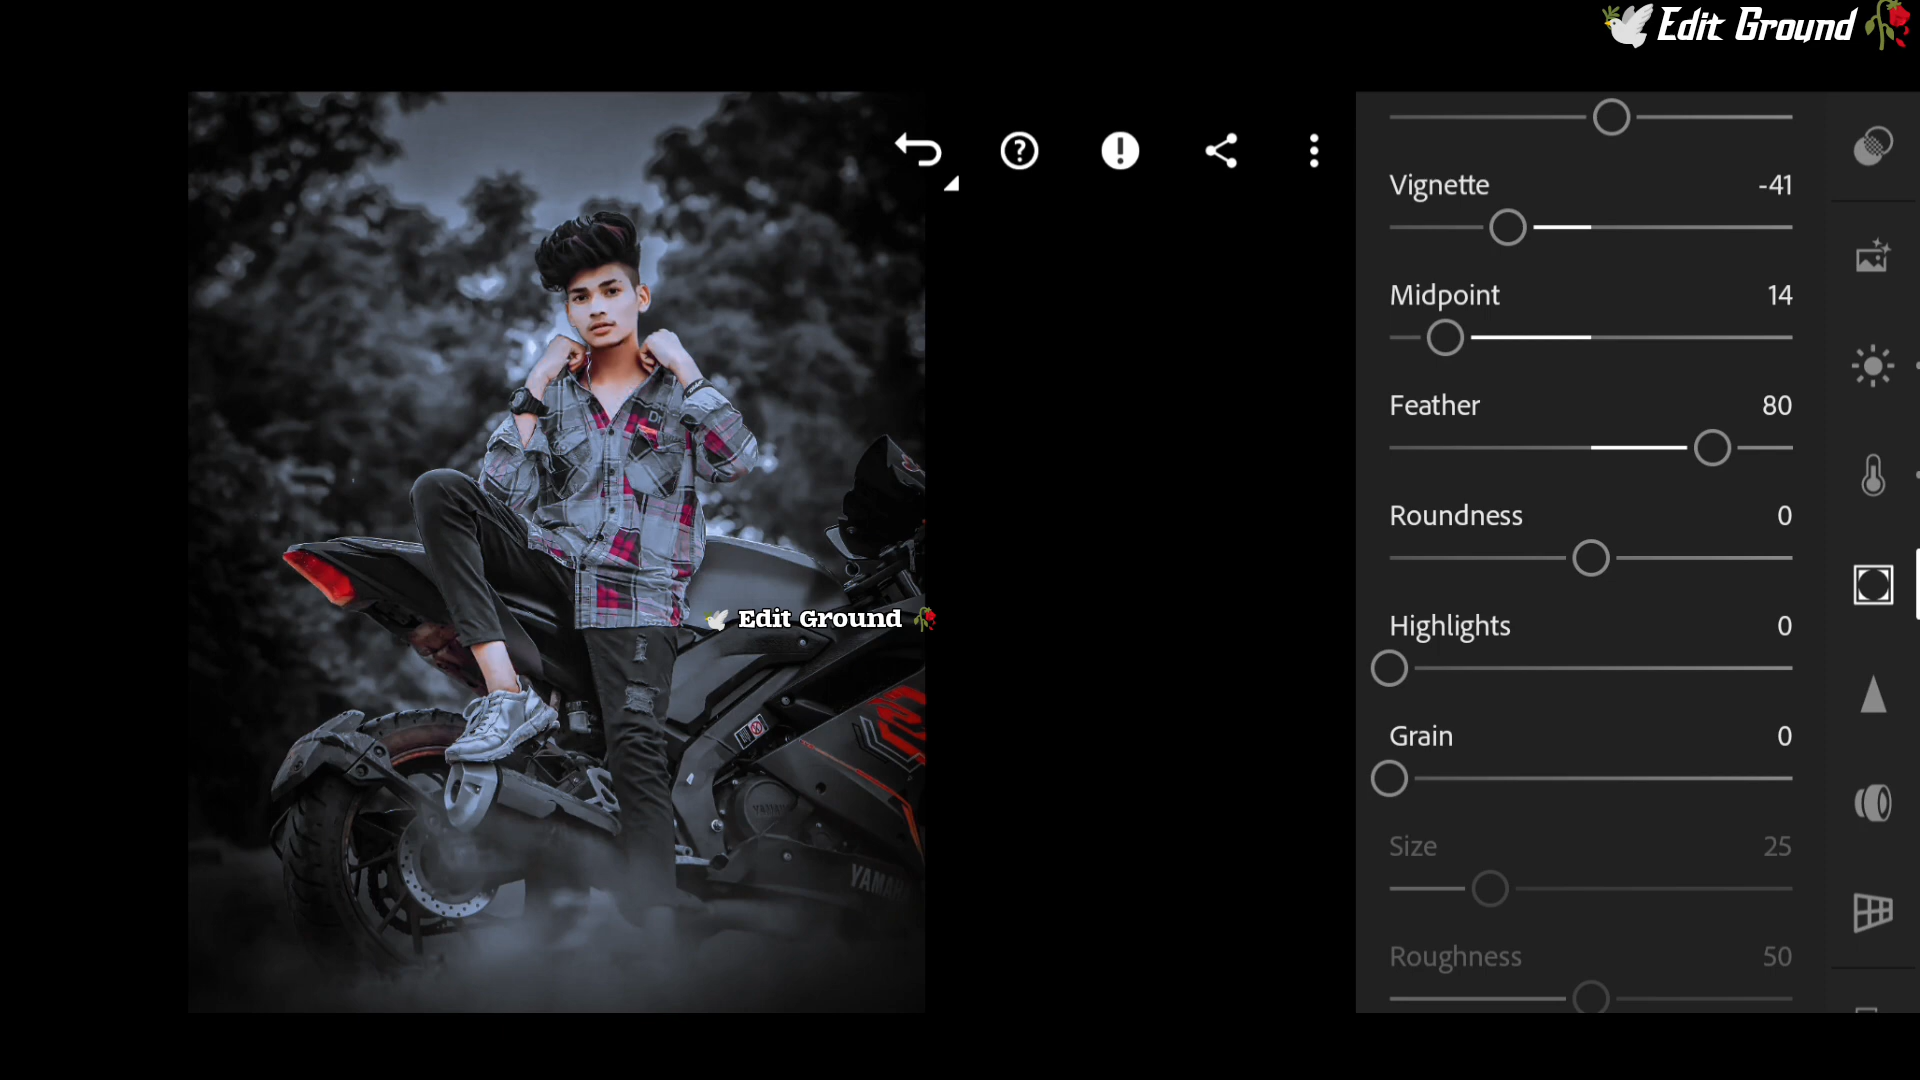 Edit Ground
Vignette -41
Midpoint 14
Feather 80
Roundness 0
Highlights 0
Grain 0
Size 25
Roughness 50
Edit Ground
YAMAHA
YAMAHA